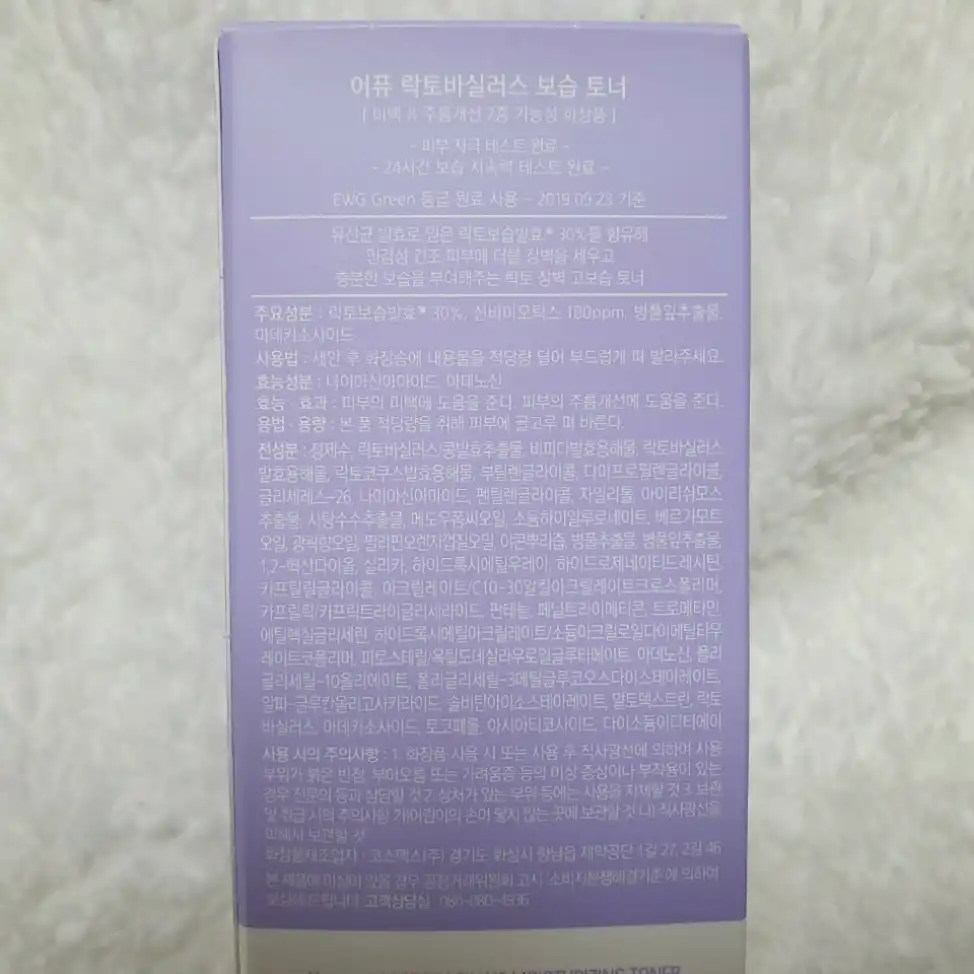 어퓨 락토바실러스 보습 토너
[ 미백 & 주름개선 2중 기능성 화장품 ]
- 피부 자극 테스트 완료 -
- 24시간 보습 지속력 테스트 완료 -
EWG Green 등급 원료 사용 - 2019.09.23 기준
유산균 발효로 얻은 락토보습발효* 30%를 함유해
민감성 건조 피부에 더블 장벽을 세우고
충분한 보습을 부여해주는 락토 장벽 고보습 토너
주요성분 : 락토보습발효* 30%, 신바이오틱스 100ppm, 병풀잎추출물,
마데카소사이드
사용법 : 세안 후 화장솜에 내용물을 적당량 덜어 부드럽게 펴 발라주세요.
효능성분 : 나이아신아마이드, 아데노신
효능 · 효과 : 피부의 미백에 도움을 준다. 피부의 주름개선에 도움을 준다.
용법 · 용량 : 본 품 적당량을 취해 피부에 골고루 펴 바른다.
전성분 : 정제수, 락토바실러스/콩발효추출물, 비피다발효용해물, 락토바실러스
발효용해물, 락토코쿠스발효용해물, 부틸렌글라이콜, 다이프로필렌글라이콜,
글리세레스-26, 나이아신아마이드, 펜틸렌글라이콜, 자일리톨, 아이리쉬모스
추출물, 사탕수수추출물, 메도우폼씨오일, 소듐하이알루로네이트, 베르가모트
오일, 광곽향오일, 필리핀오렌지껍질오일, 야콘뿌리즙, 병풀추출물, 병풀잎추출물,
1,2-헥산다이올, 실리카, 하이드록시에틸우레아, 하이드로제네이티드레시틴,
카프릴릴글라이콜, 아크릴레이트/C10-30알킬아크릴레이트크로스폴리머,
카프릴릭/카프릭트라이글리세라이드, 판테놀, 페닐트라이메티콘, 트로메타민,
에틸헥실글리세린, 하이드록시에틸아크릴레이트/소듐아크릴로일다이메틸타우
레이트코폴리머, 피토스테릴/옥틸도데실라우로일글루타메이트, 아데노신, 폴리
글리세릴-10올리에이트, 폴리글리세릴-3메틸글루코오스다이스테아레이트,
알파-글루칸올리고사카라이드, 솔비탄아이소스테아레이트, 말토덱스트린, 락토
바실러스, 마데카소사이드, 토코페롤, 아시아티코사이드, 다이소듐이디티에이
사용 시의 주의사항 : 1. 화장품 사용 시 또는 사용 후 직사광선에 의하여 사용
부위가 붉은 반점, 부어오름 또는 가려움증 등의 이상 증상이나 부작용이 있는
경우 전문의 등과 상담할 것 2. 상처가 있는 부위 등에는 사용을 자제할 것 3. 보관
및 취급 시의 주의사항 가)어린이의 손이 닿지 않는 곳에 보관할 것 나) 직사광선을
피해서 보관할 것
화장품제조업자 : 코스맥스(주) 경기도 화성시 향남읍 제약공단 1길 27, 2길 46
본 제품에 이상이 있을 경우 공정거래위원회 고시 '소비자분쟁해결기준'에 의하여
보상해드립니다. 고객상담실 : 080-080-4936
MOISTURIZING TONER